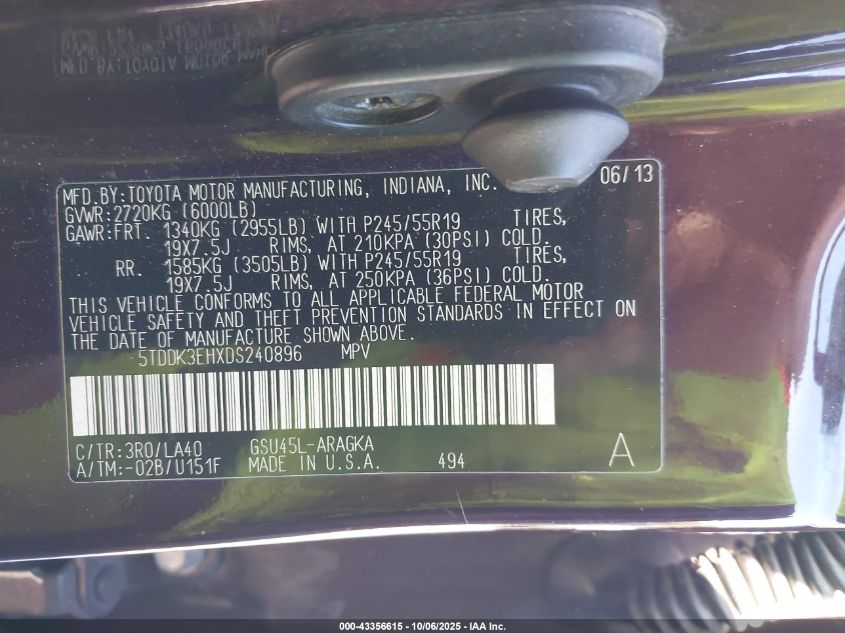 MFD.BY:TOYOTA MOTOR MANUFACTURING, INDIANA, INC. 06/13
GVWR:2720KG (6000LB)
GAWR:FRT. 1340KG (2955LB) WITH P245/55R19 TIRES,
19X7.5J RIMS, AT 210KPA (30PSI) COLD.
RR. 1585KG (3505LB) WITH P245/55R19 TIRES,
19X7.5J RIMS, AT 250KPA (36PSI) COLD.
THIS VEHICLE CONFORMS TO ALL APPLICABLE FEDERAL MOTOR
VEHICLE SAFETY AND THEFT PREVENTION STANDARDS IN EFFECT ON
THE DATE OF MANUFACTURE SHOWN ABOVE.
5TDDK3EHXDS240896 MPV
C/TR:3R0/LA40 GSU45L-ARAGKA
A/TM:-02B/U151F MADE IN U.S.A. 494 A
000-43356615 - 10/06/2025 - IAA Inc.